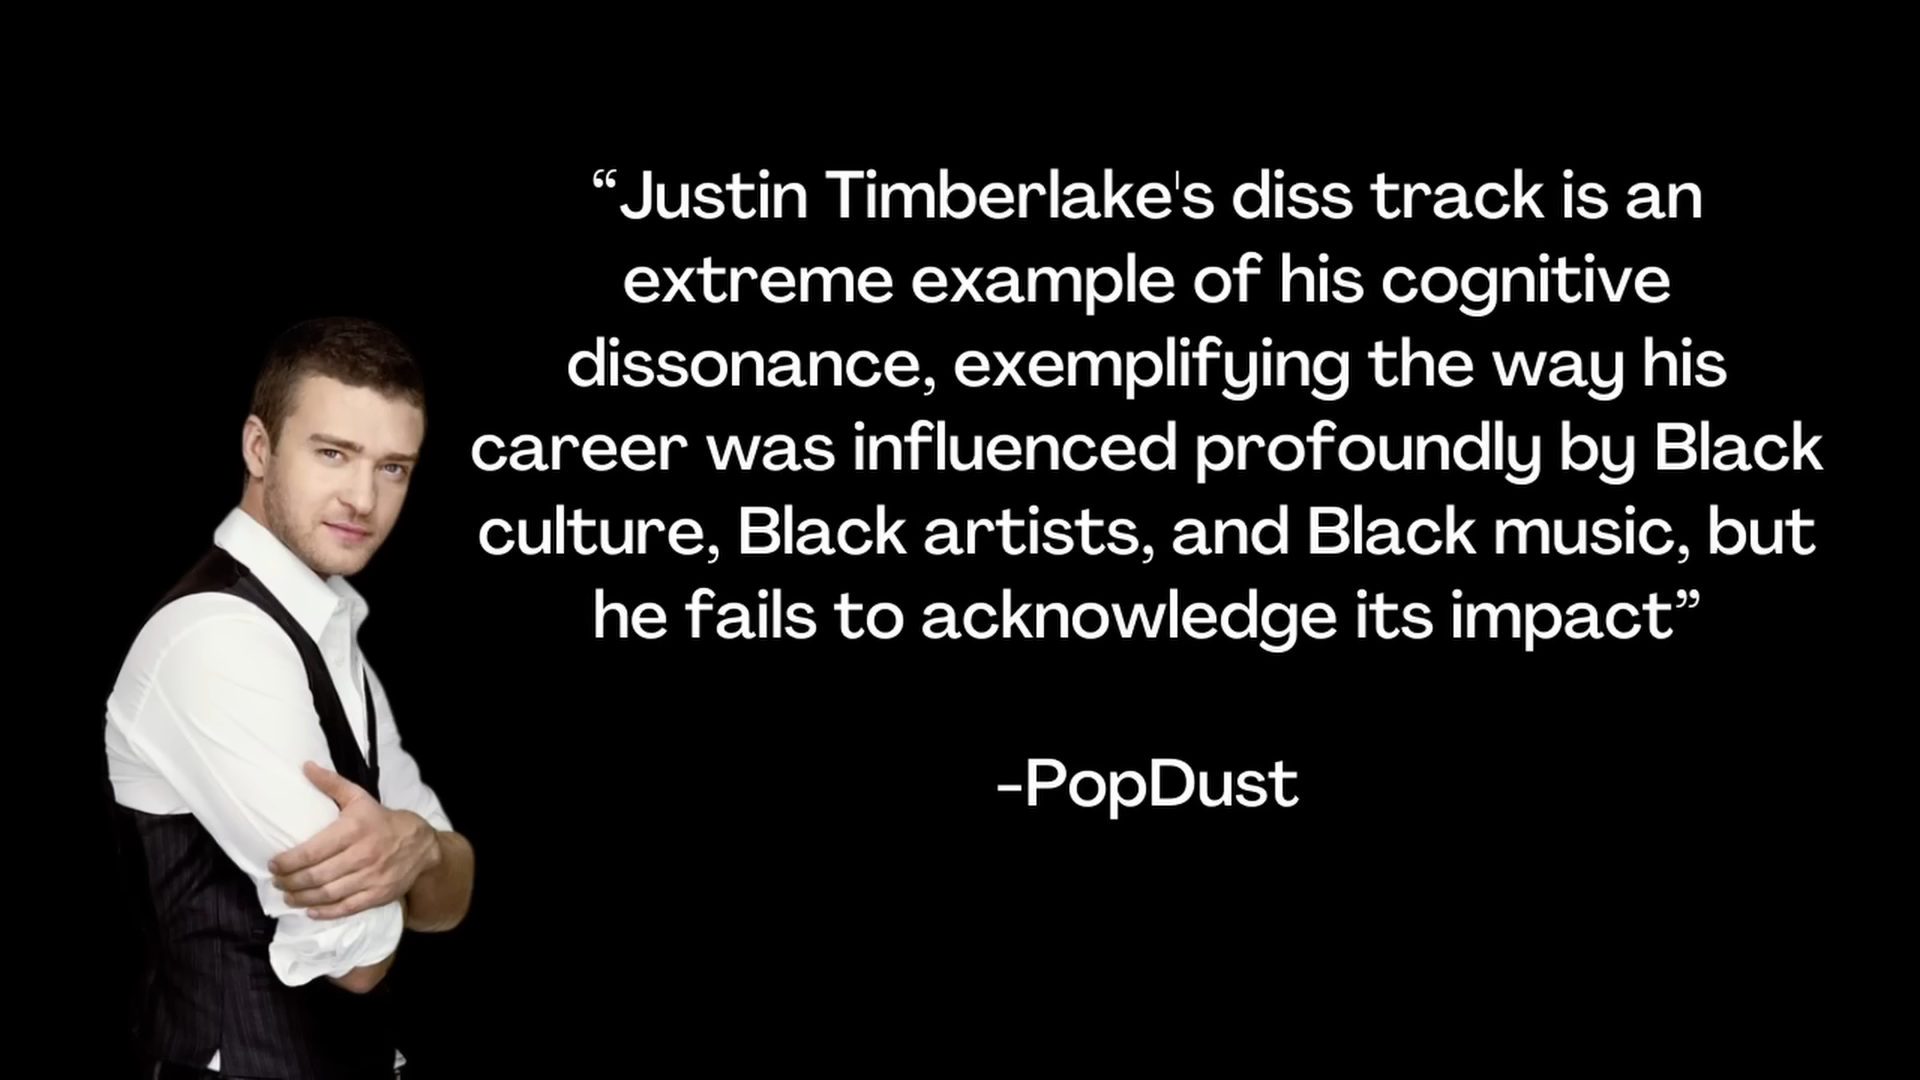 “Justin Timberlake's diss track is an
extreme example of his cognitive
dissonance, exemplifying the way his
career was influenced profoundly by Black
culture, Black artists, and Black music, but
he fails to acknowledge its impact”
-PopDust